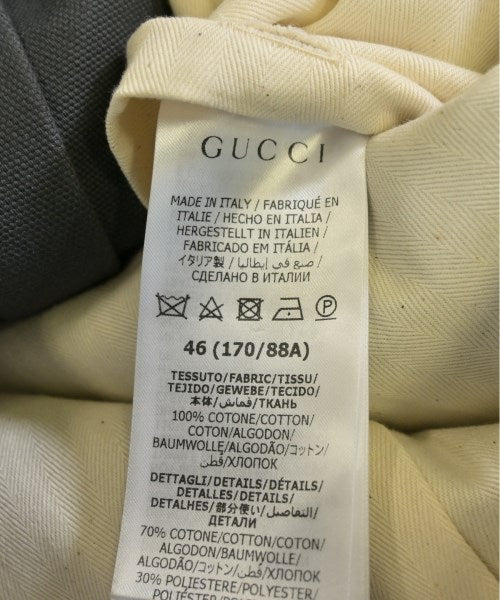 GUCCI
MADE IN ITALY / FABRIQUÉ EN
ITALIE / HECHO EN ITALIA /
HERGESTELLT IN ITALIEN /
FABRICADO EM ITÁLIA /
イタリア製 / صنع في إيطاليا /
СДЕЛАНО В ИТАЛИИ
P
46 (170/88A)
TESSUTO/FABRIC/TISSU/
TEJIDO/GEWEBE/TECIDO/
本体/قماش/ТКАНЬ
100% COTONE/COTTON/
COTON/ALGODON/
BAUMWOLLE/ALGODÃO/コットン/
قطن/ХЛОПОК
DETTAGLI/DETAILS/DÉTAILS/
DETALLES/DETAILS/
DETALHES/部分使い/التفاصيل/
ДЕТАЛИ
70% COTONE/COTTON/COTON/
ALGODON/BAUMWOLLE/
ALGODÃO/コットン/قطن/ХЛОПОК
30% POLIESTERE/POLYESTER/